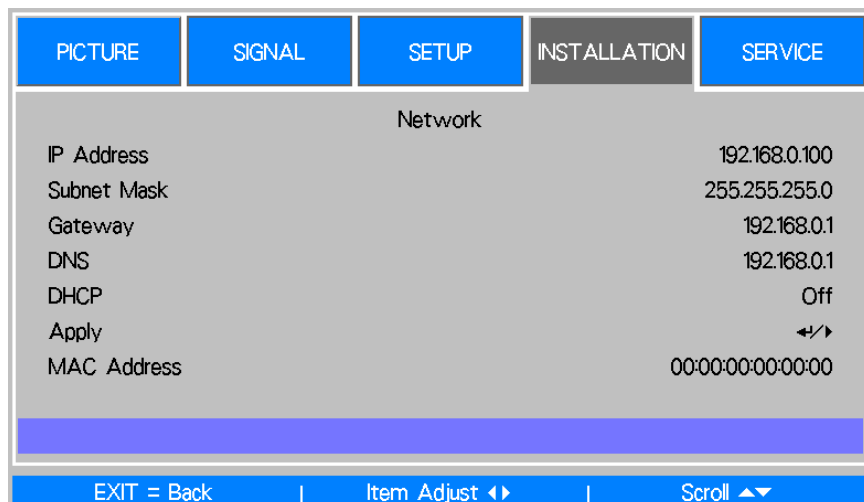 PICTURE SIGNAL SETUP INSTALLATION SERVICE
Network
IP Address 192.168.0.100
Subnet Mask 255.255.255.0
Gateway 192.168.0.1
DNS 192.168.0.1
DHCP Off
Apply ↵/▶
MAC Address 00:00:00:00:00:00
EXIT = Back | Item Adjust ◀▶ | Scroll ▲▼